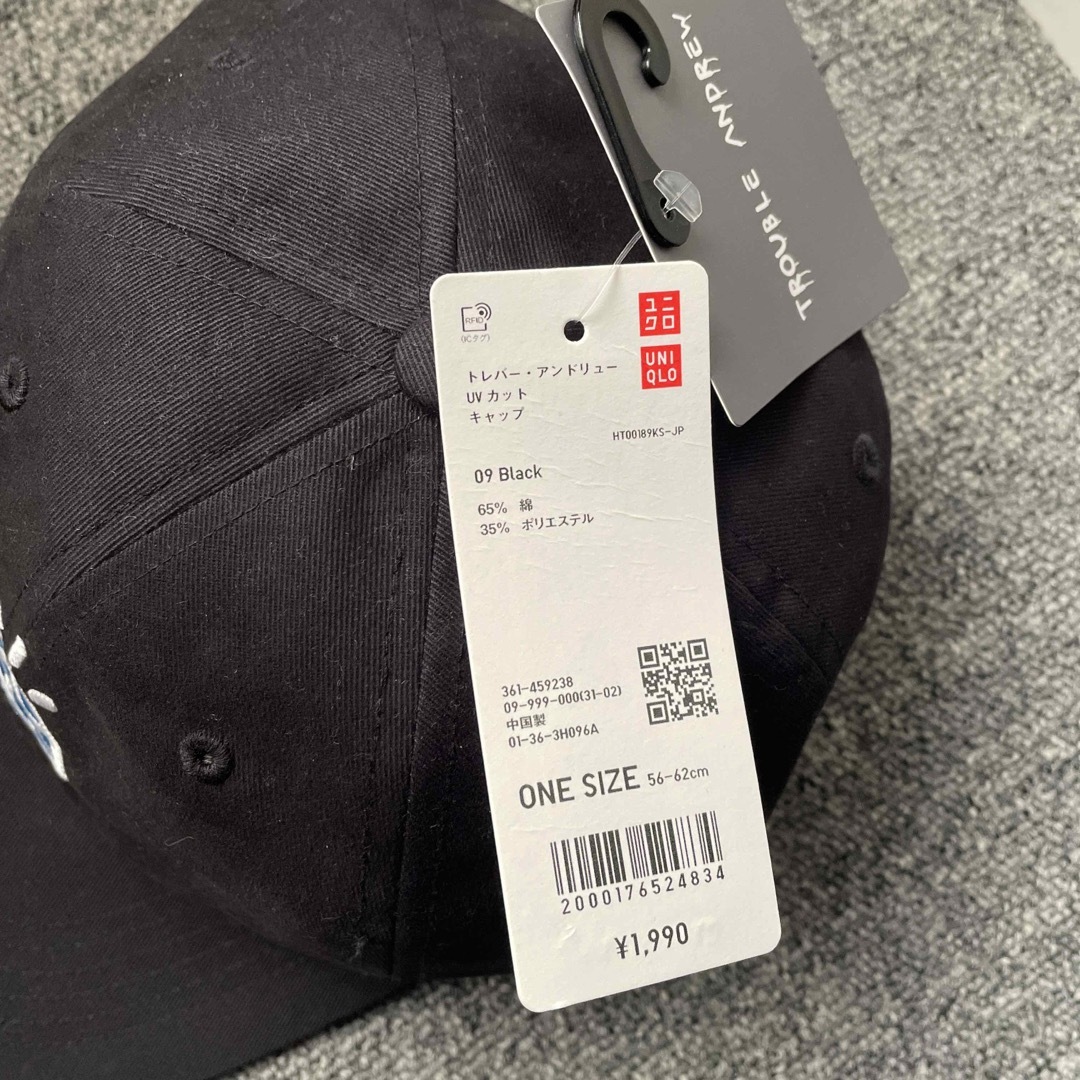 TROUBLE ANDREW
RFID
(ICタグ)
ユニ
クロ
UNI
QLO
トレバー・アンドリュー
UV カット
キャップ
HT00189KS-JP
09 Black
65% 綿
35% ポリエステル
361-459238
09-999-000(31-02)
中国製
01-36-3H096A
ONE SIZE 56-62cm
2000176524834
¥1,990